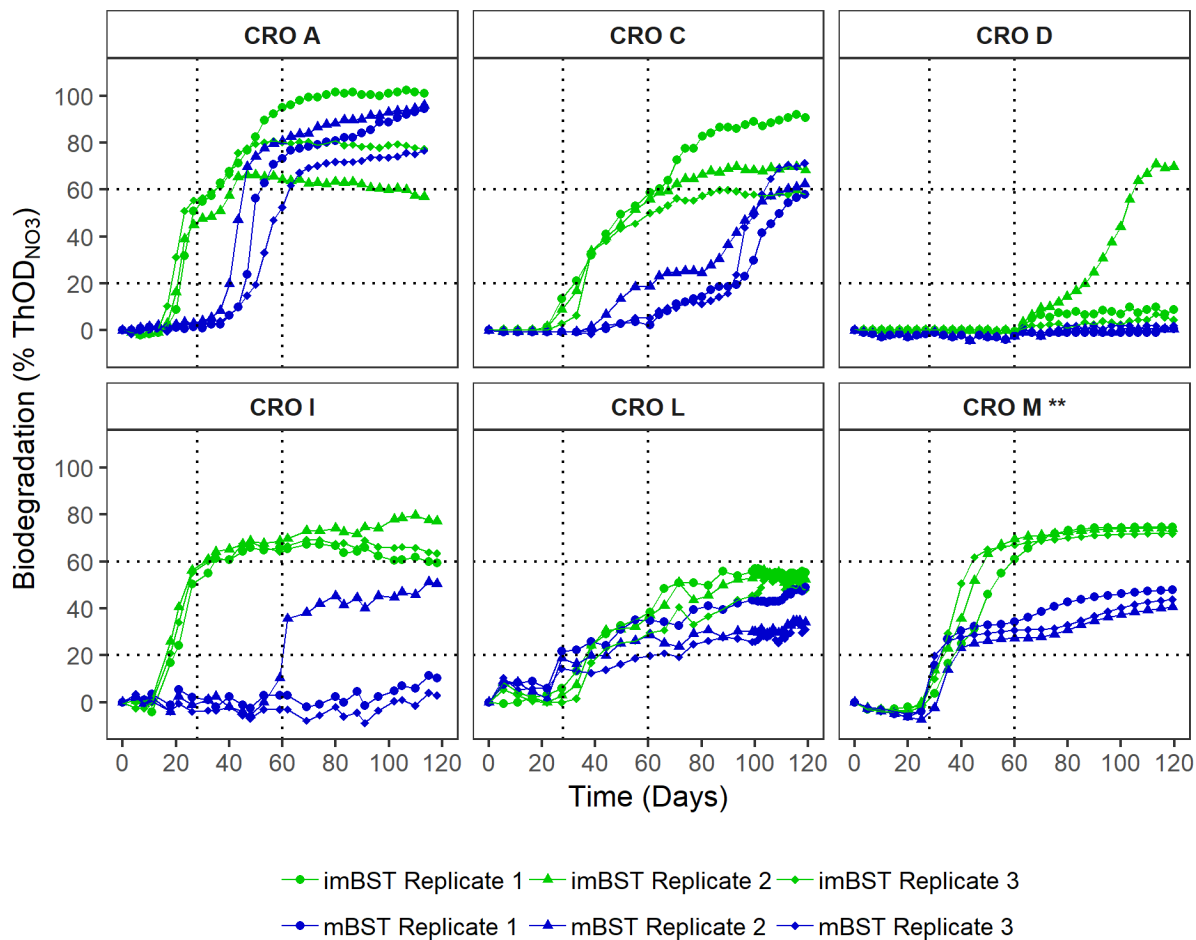 CRO A CRO C CRO D
100
80
60
40
20
0
CRO I CRO L CRO M **
100
80
60
40
20
0
0 20 40 60 80 100 120 0 20 40 60 80 100 120 0 20 40 60 80 100 120
Biodegradation (% ThOD_NO3)
Time (Days)
imBST Replicate 1 imBST Replicate 2 imBST Replicate 3
mBST Replicate 1 mBST Replicate 2 mBST Replicate 3